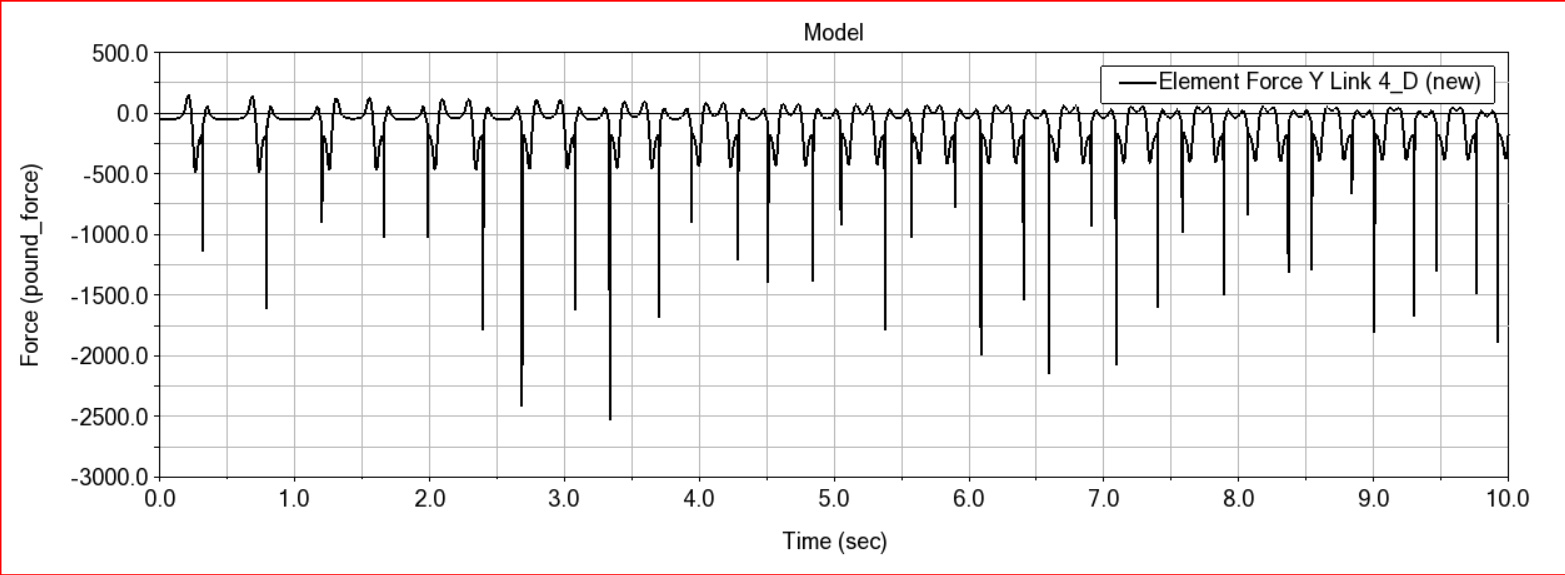 Model
500.0
0.0
-500.0
-1000.0
-1500.0
-2000.0
-2500.0
-3000.0
Force (pound_force)
Element Force Y Link 4_D (new)
0.0 1.0 2.0 3.0 4.0 5.0 6.0 7.0 8.0 9.0 10.0
Time (sec)